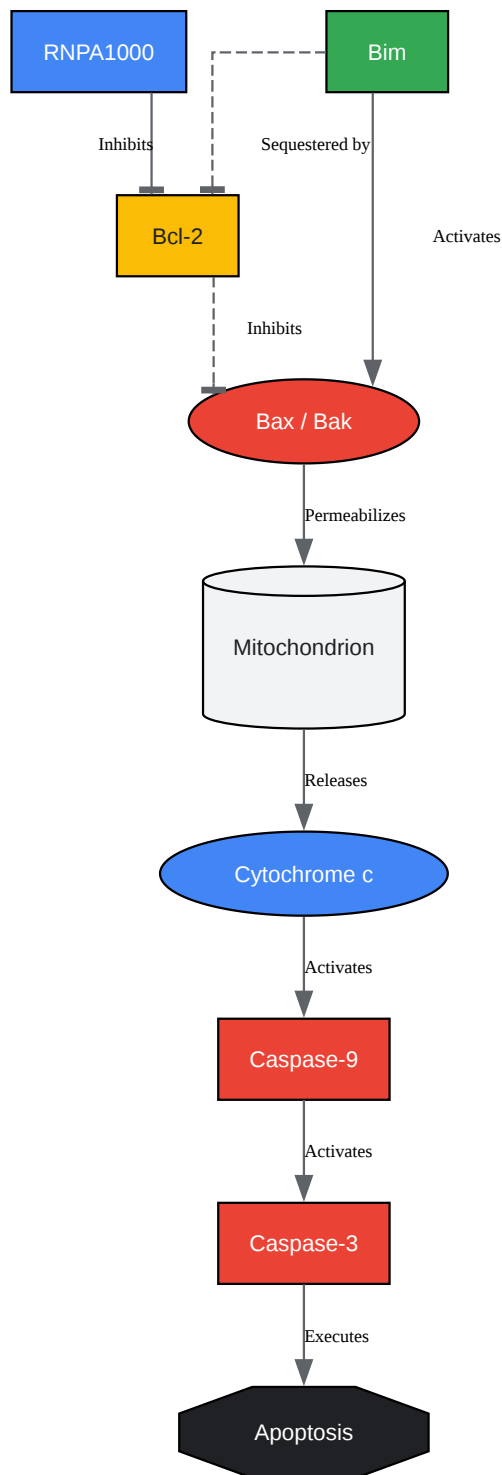 RNPA1000
Bim
Inhibits
Sequestered by
Bcl-2
Activates
Inhibits
Bax / Bak
Permeabilizes
Mitochondrion
Releases
Cytochrome c
Activates
Caspase-9
Activates
Caspase-3
Executes
Apoptosis